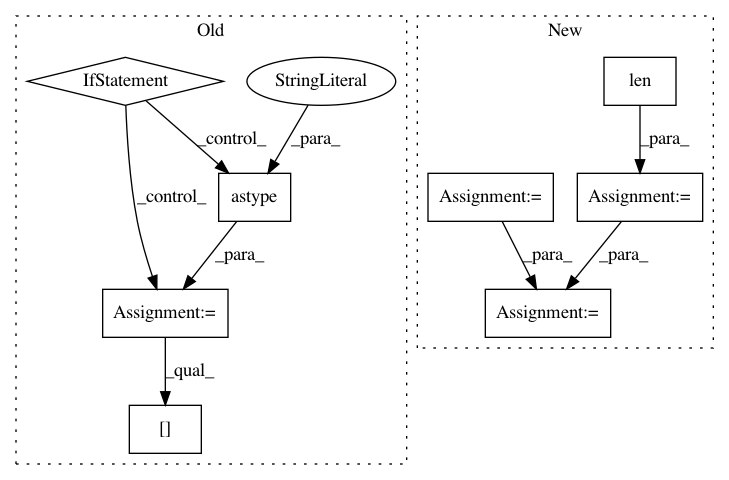 Old
New
IfStatement
StringLiteral
len
_control_
_para_
_para_
_control_
astype
Assignment:=
Assignment:=
_para_
_para_
_para_
Assignment:=
Assignment:=
_qual_
[]